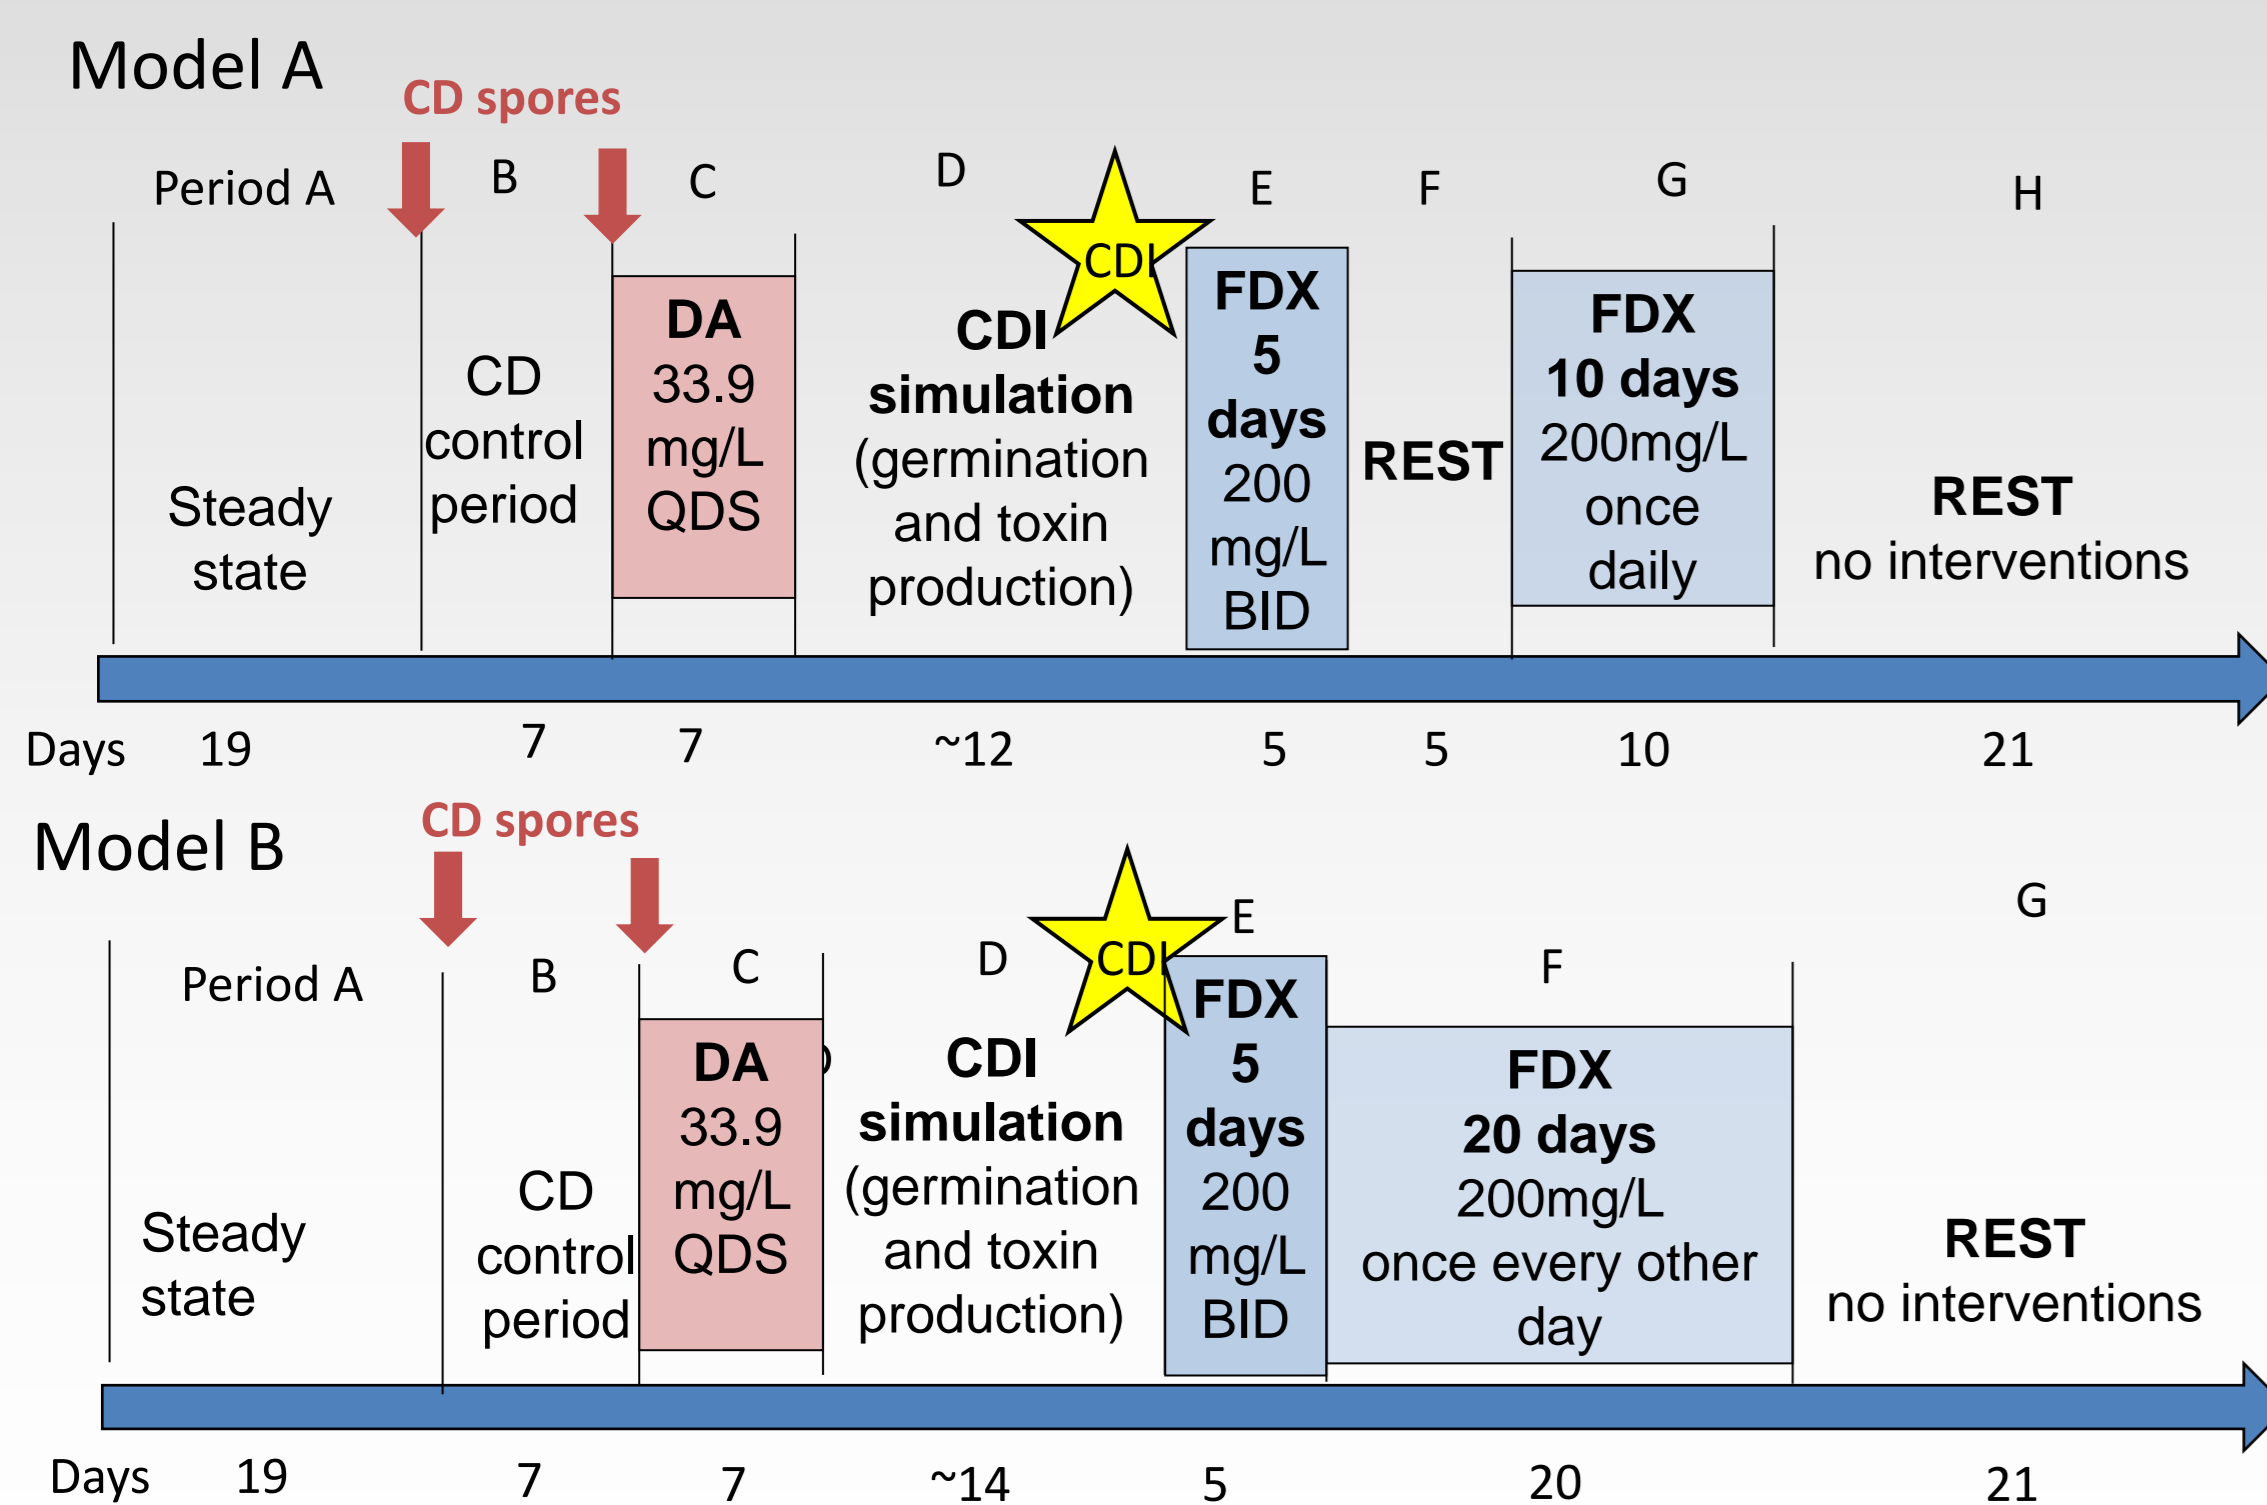 Model A
CD spores
Period A
B
C
D
E
F
G
H
CDI
Steady
state
CD
control
period
DA
33.9
mg/L
QDS
CDI
simulation
(germination
and toxin
production)
FDX
5
days
200
mg/L
BID
REST
FDX
10 days
200mg/L
once
daily
REST
no interventions
Days 19 7 7 ~12 5 5 10 21
Model B
CD spores
Period A
B
C
D
E
F
G
CDI
Steady
state
CD
control
period
DA
33.9
mg/L
QDS
CDI
simulation
(germination
and toxin
production)
FDX
5
days
200
mg/L
BID
FDX
20 days
200mg/L
once every other
day
REST
no interventions
Days 19 7 7 ~14 5 20 21